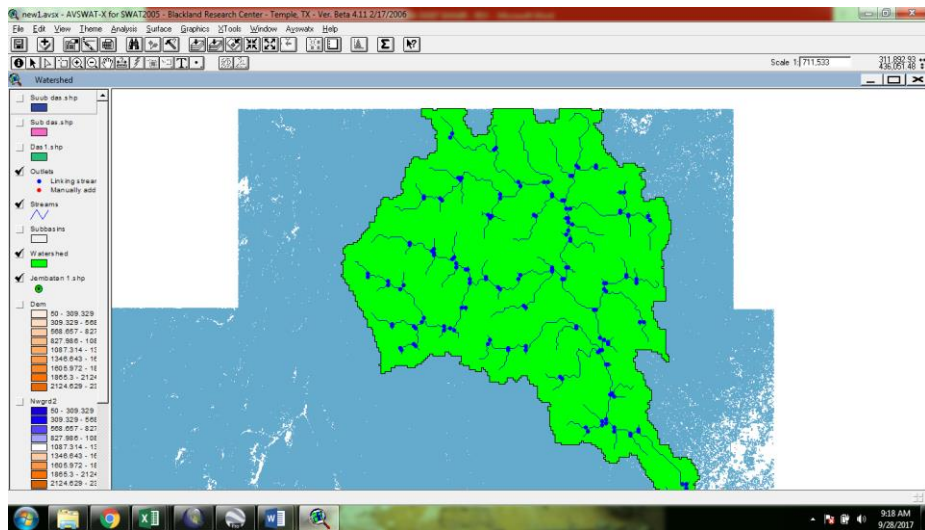 new1.avsx - AVSWAT-X for SWAT2005 - Blackland Research Center - Temple, TX - Ver. Beta 4.11 2/17/2006
File Edit View Theme Analysis Surface Graphics XTools Window Avswatx Help
Scale 1: 711,533
311,892.93
436,051.48
Watershed
Suub das.shp
Sub das.shp
Das1.shp
Outlets
Linking strear
Manually add
Streams
Subbasins
Watershed
Jembatan 1.shp
Dem
50 - 309.329
309.329 - 568
568.657 - 827
827.986 - 108
1087.314 - 13
1346.643 - 16
1605.972 - 18
1865.3 - 2124
2124.629 - 23
Nwgrd2
50 - 309.329
309.329 - 568
568.657 - 827
827.986 - 108
1087.314 - 13
1346.643 - 16
1605.972 - 18
1865.3 - 2124
2124.629 - 23
9:18 AM
9/28/2017